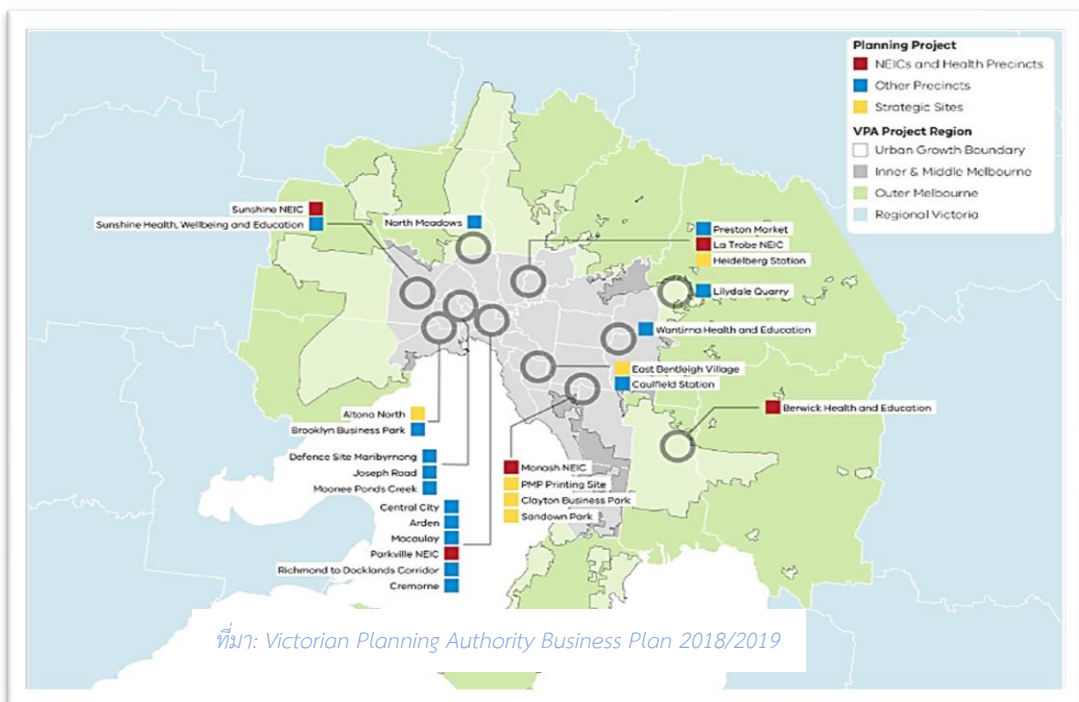 Planning Project
NEICs and Health Precincts
Other Precincts
Strategic Sites
VPA Project Region
Urban Growth Boundary
Inner & Middle Melbourne
Outer Melbourne
Regional Victoria
Sunshine NEIC
Sunshine Health, Wellbeing and Education
North Meadows
Preston Market
La Trobe NEIC
Heidelberg Station
Lilydale Quarry
Wantirna Health and Education
East Bentleigh Village
Caulfield Station
Berwick Health and Education
Altona North
Brooklyn Business Park
Defence Site Maribyrnong
Joseph Road
Moonee Ponds Creek
Monash NEIC
PMP Printing Site
Clayton Business Park
Sandown Park
Central City
Arden
Macaulay
Parkville NEIC
Richmond to Docklands Corridor
Cremorne
ที่มา: Victorian Planning Authority Business Plan 2018/2019